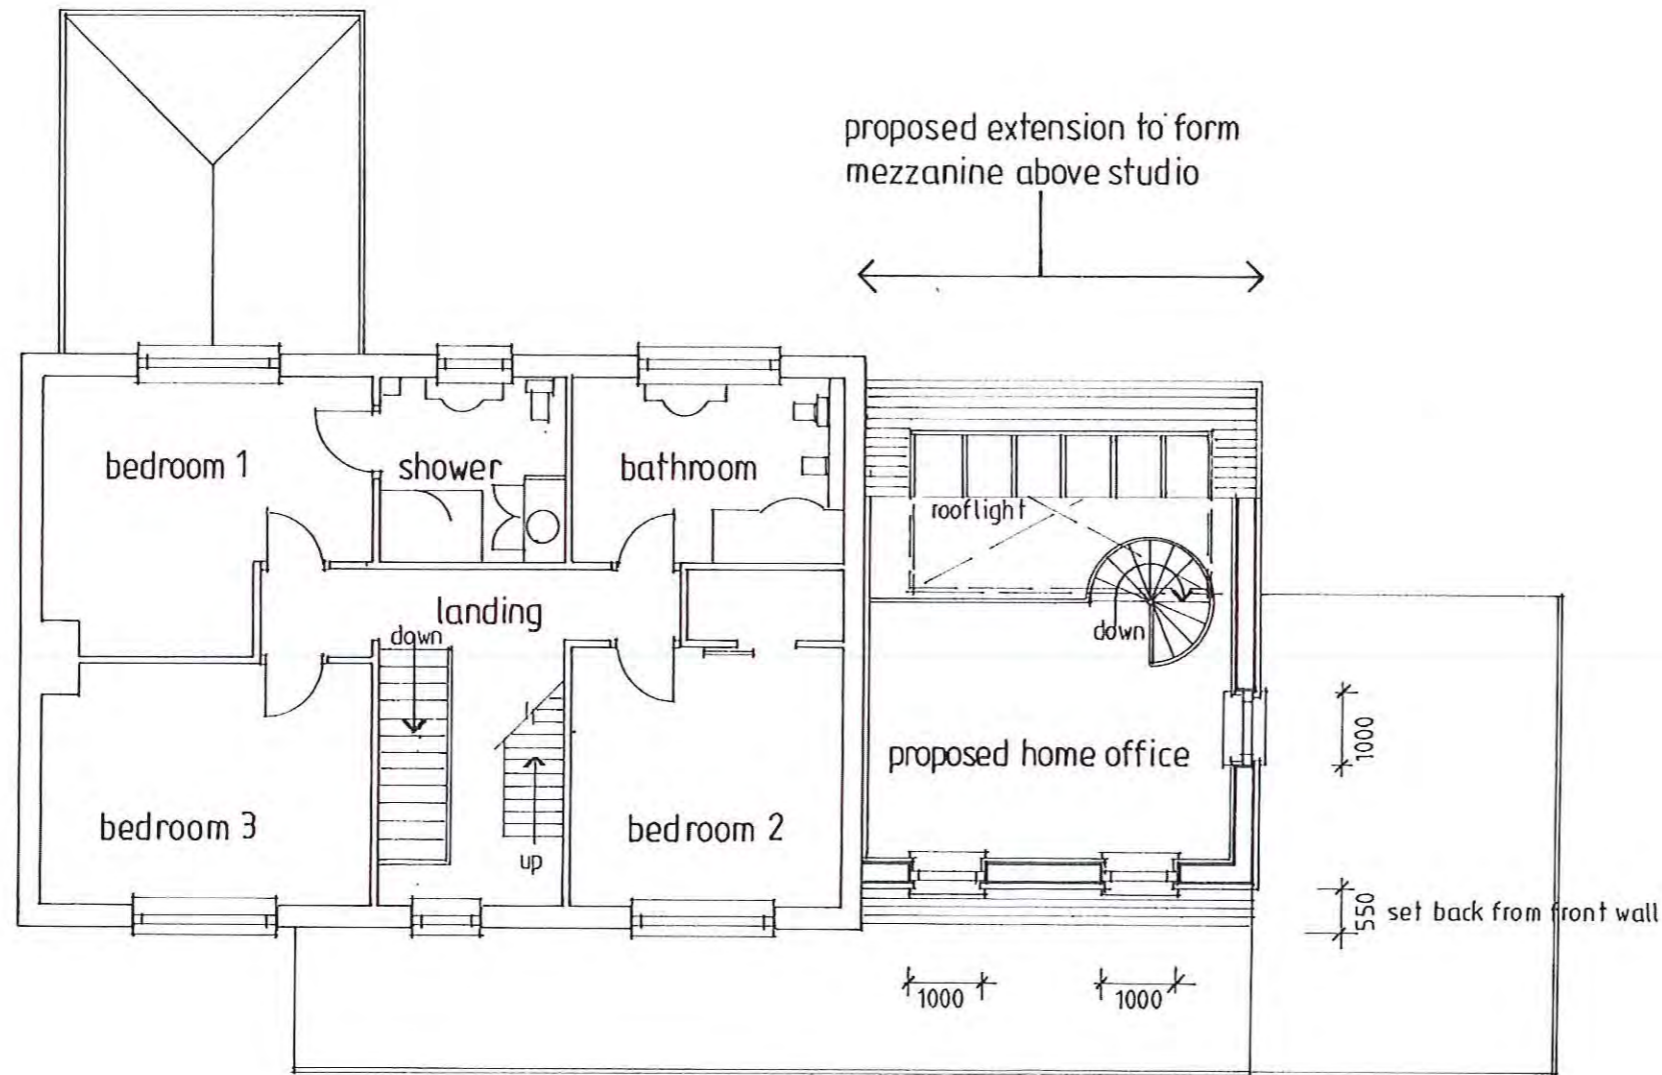 proposed extension to form
mezzanine above studio
bedroom 1
shower
bathroom
rooflight
landing
down
down
proposed home office
1000
bedroom 3
bedroom 2
up
550
set back from front wall
1000
1000